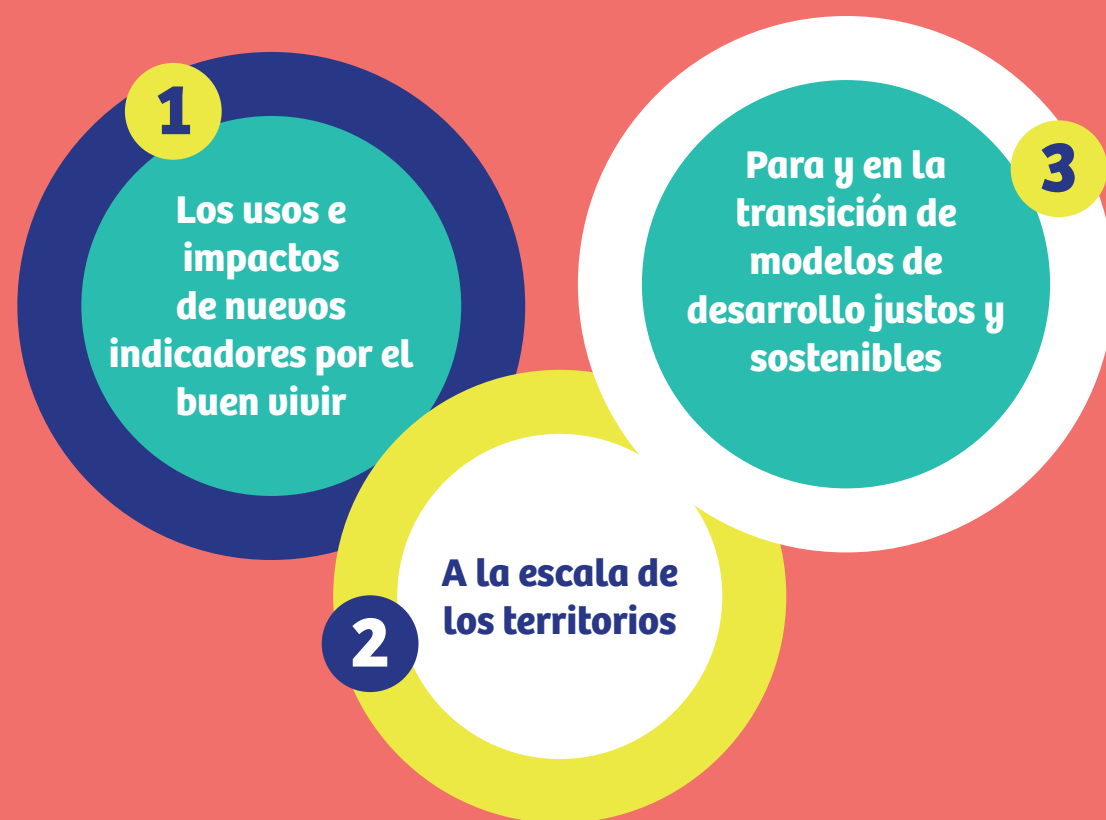 1
Los usos e
impactos
de nuevos
indicadores por el
buen vivir
2
A la escala de
los territorios
3
Para y en la
transición de
modelos de
desarrollo justos y
sostenibles